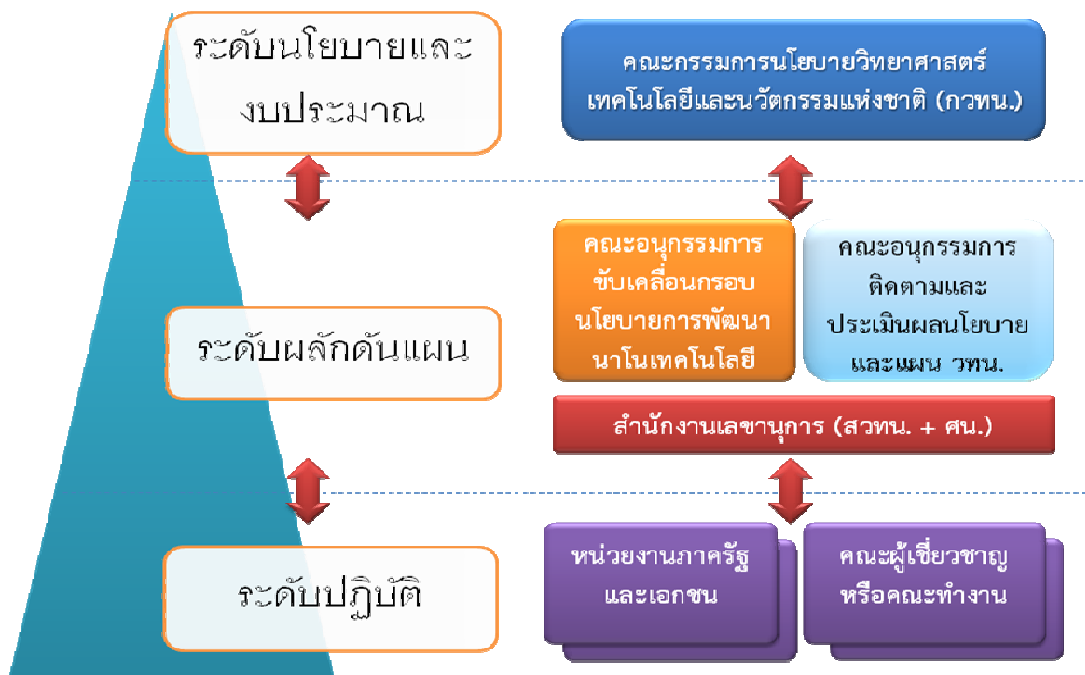 ระดับนโยบายและ
งบประมาณ
คณะกรรมการนโยบายวิทยาศาสตร์
เทคโนโลยีและนวัตกรรมแห่งชาติ (กวทน.)
ระดับผลักดันแผน
คณะอนุกรรมการ
ขับเคลื่อนกรอบ
นโยบายการพัฒนา
นาโนเทคโนโลยี
คณะอนุกรรมการ
ติดตามและ
ประเมินผลนโยบาย
และแผน วทน.
สำนักงานเลขานุการ (สวทน. + ศน.)
ระดับปฏิบัติ
หน่วยงานภาครัฐ
และเอกชน
คณะผู้เชี่ยวชาญ
หรือคณะทำงาน